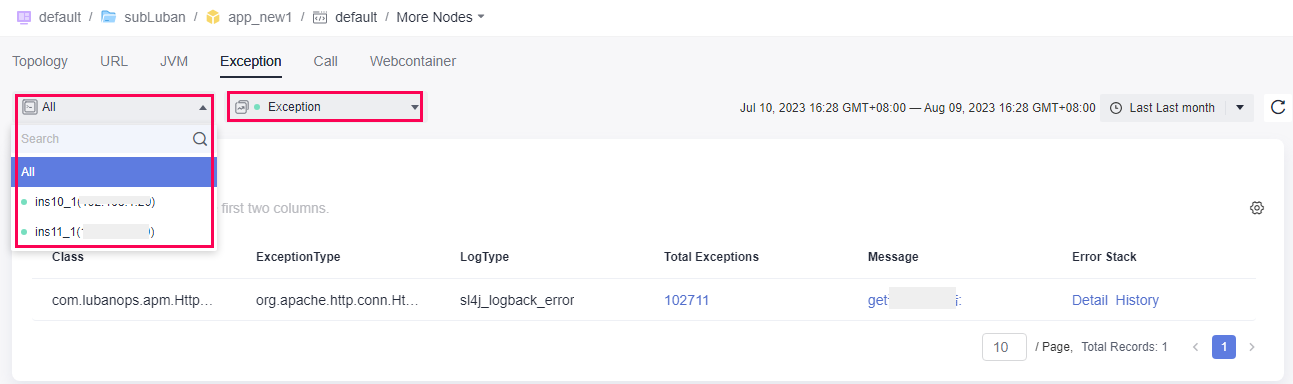 default / subLuban / app_new1 / default / More Nodes
Topology URL JVM Exception Call Webcontainer
All Exception Jul 10, 2023 16:28 GMT+08:00 — Aug 09, 2023 16:28 GMT+08:00 Last Last month
Search
All
ins10_1(
first two columns.
ins11_1(
Class ExceptionType LogType Total Exceptions Message Error Stack
com.lubanops.apm.Http... org.apache.http.conn.Ht... sl4j_logback_error 102711 get Detail History
10 / Page, Total Records: 1 < 1 >